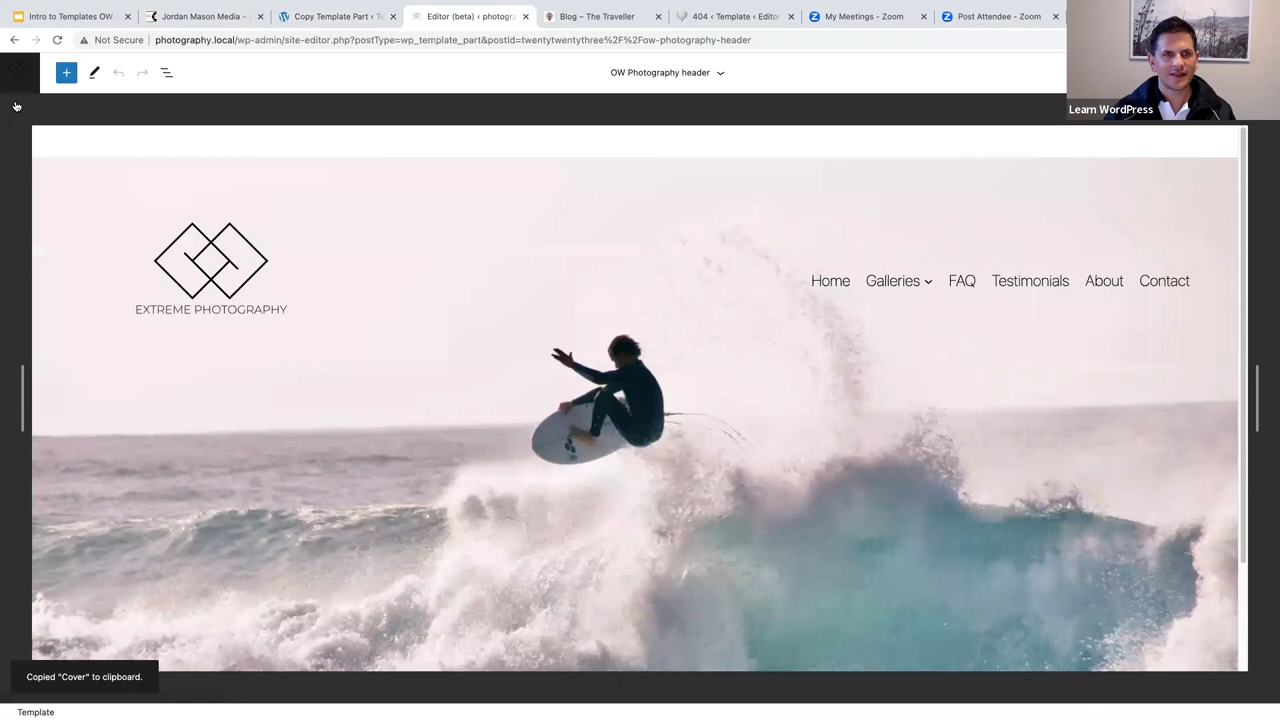 Intro to Templates OW -
Jordan Mason Media –
Copy Template Part ‹ T
Editor (beta) ‹ photogra
Blog – The Traveller
404 ‹ Template ‹ Editor
My Meetings - Zoom
Post Attendee - Zoom
Not Secure photography.local/wp-admin/site-editor.php?postType=wp_template_part&postId=twentytwentythree%2F%2Fow-photography-header
OW Photography header
Learn WordPress
Home Galleries FAQ Testimonials About Contact
EXTREME PHOTOGRAPHY
Copied "Cover" to clipboard.
Template